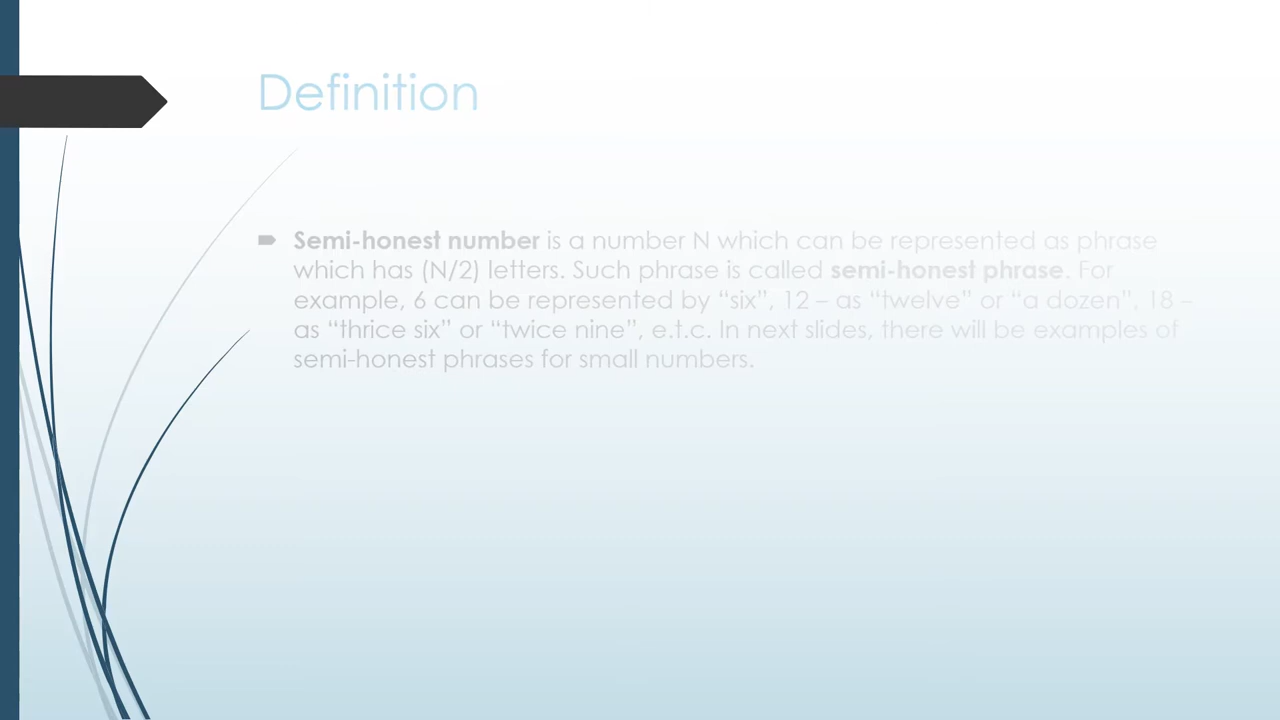 Definition
Semi-honest number is a number N which can be represented as phrase
which has (N/2) letters. Such phrase is called semi-honest phrase. For
example, 6 can be represented by “six”, 12 – as “twelve” or “a dozen”, 18 –
as “thrice six” or “twice nine”, e.t.c. In next slides, there will be examples of
semi-honest phrases for small numbers.